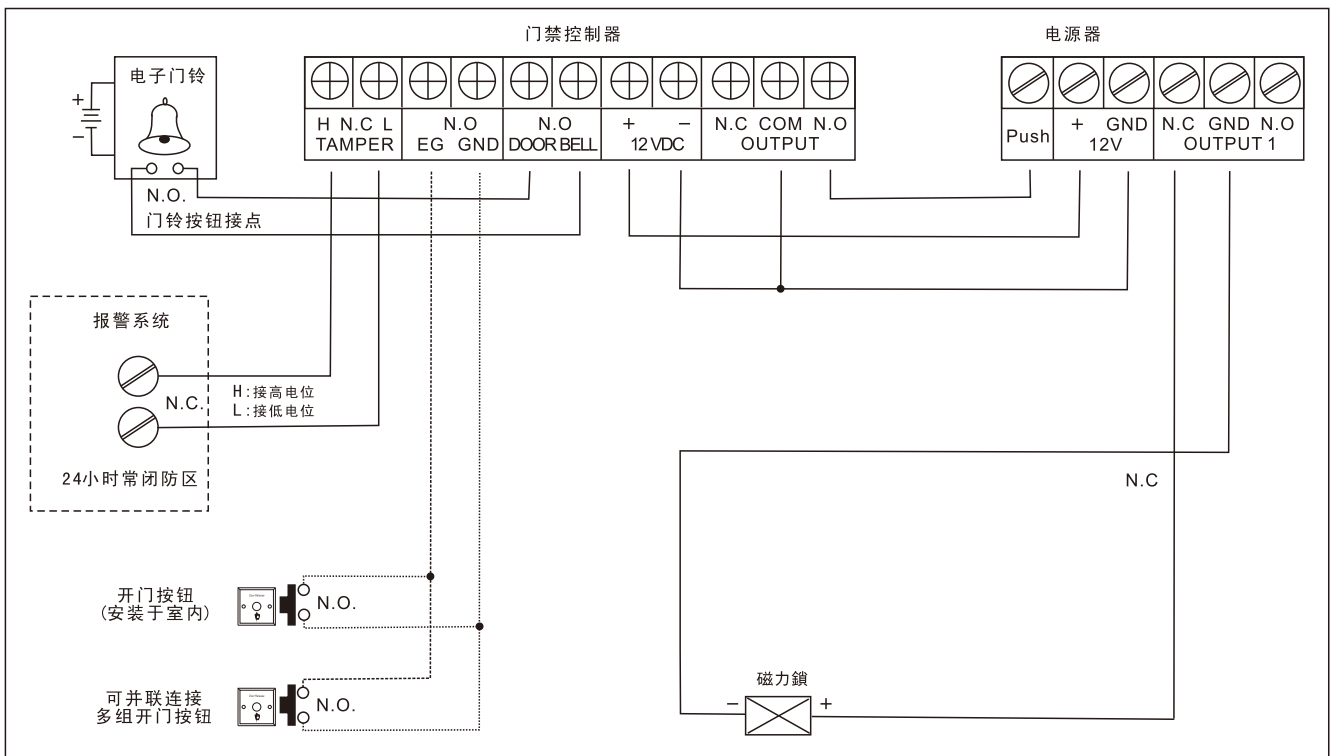 门禁控制器
电源器
电子门铃
+
−
H N.C L
TAMPER
N.O
EG GND
N.O
DOOR BELL
+ −
12 VDC
N.C COM N.O
OUTPUT
Push
+ GND
12V
N.C GND N.O
OUTPUT 1
N.O.
门铃按钮接点
报警系统
N.C.
H:接高电位
L:接低电位
24小时常闭防区
N.C
开门按钮
(安装于室内)
N.O.
可并联连接
多组开门按钮
N.O.
磁力鎖
− +